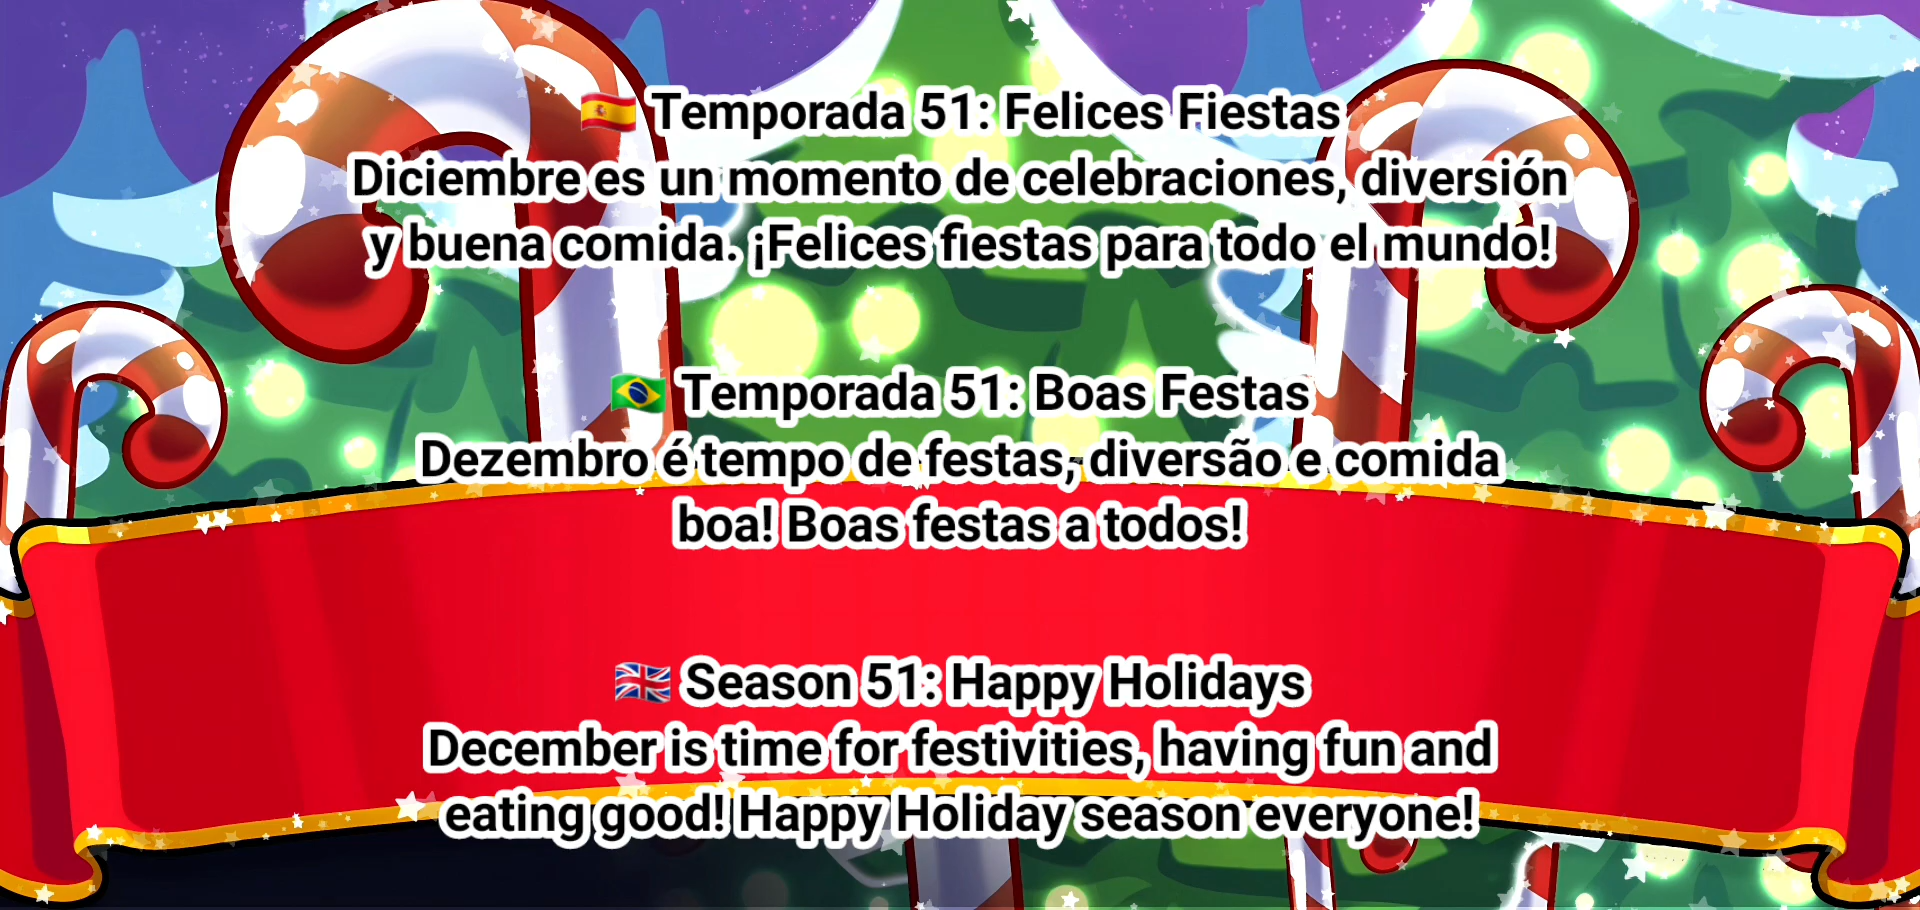 🇪🇸 Temporada 51: Felices Fiestas
Diciembre es un momento de celebraciones, diversión
y buena comida. ¡Felices fiestas para todo el mundo!
🇧🇷 Temporada 51: Boas Festas
Dezembro é tempo de festas, diversão e comida
boa! Boas festas a todos!
🇬🇧 Season 51: Happy Holidays
December is time for festivities, having fun and
eating good! Happy Holiday season everyone!